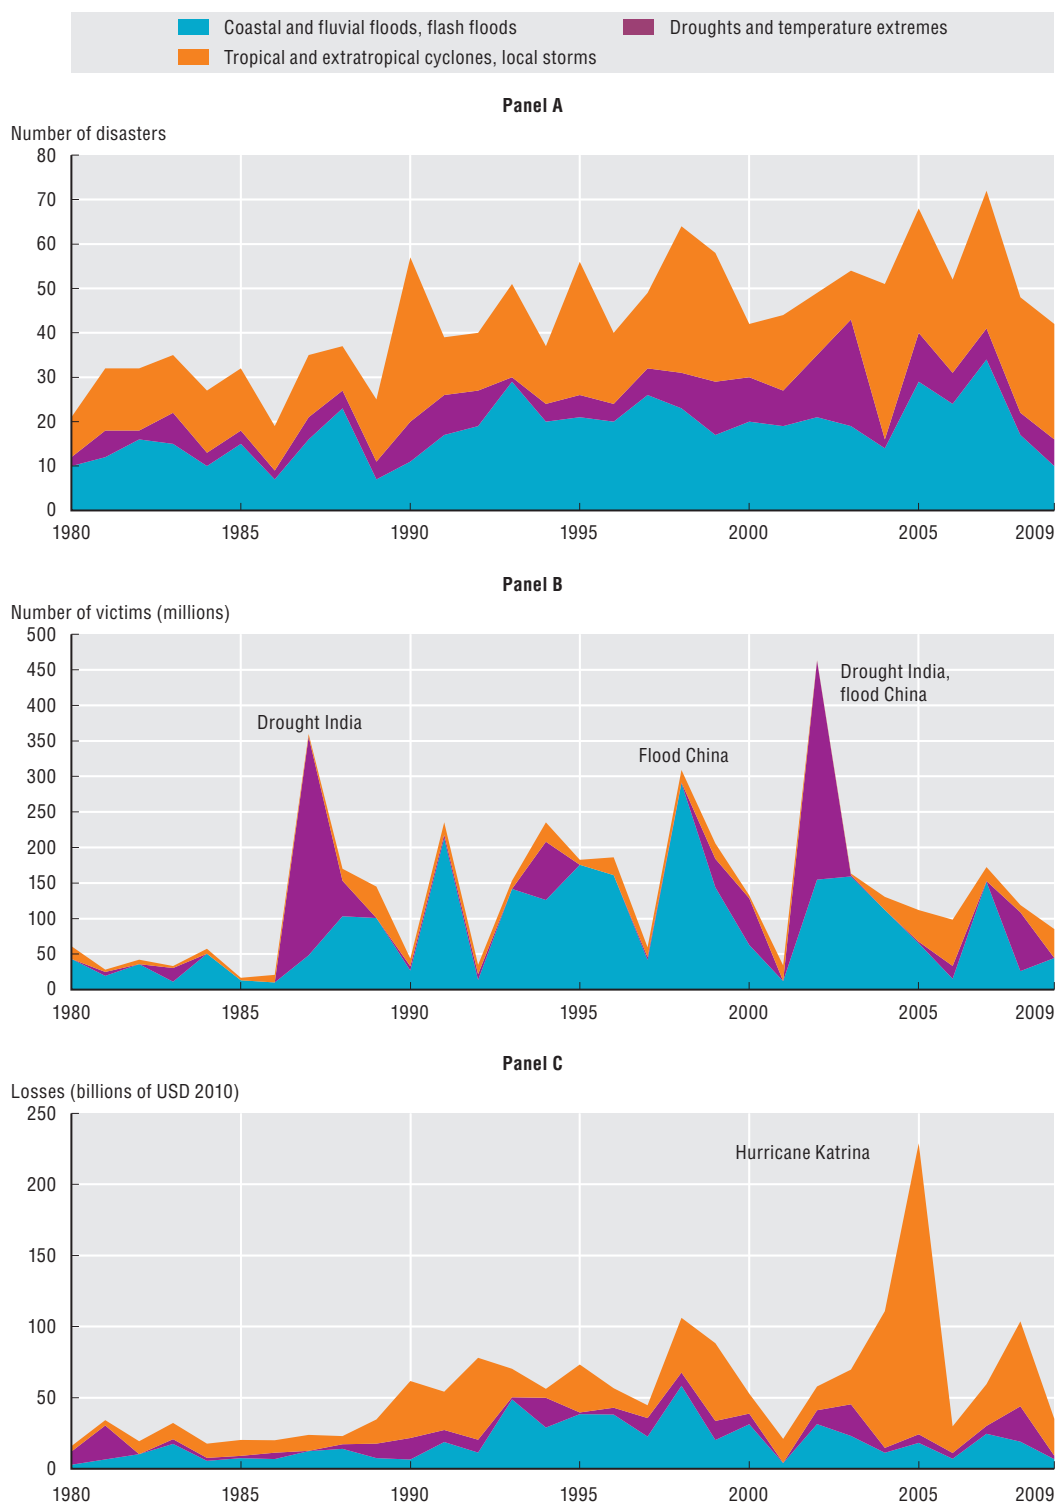 Coastal and fluvial floods, flash floods
Droughts and temperature extremes
Tropical and extratropical cyclones, local storms
Panel A
Number of disasters
80
70
60
50
40
30
20
10
0
1980 1985 1990 1995 2000 2005 2009
Panel B
Number of victims (millions)
500
450
400
350
300
250
200
150
100
50
0
Drought India,
flood China
Drought India
Flood China
1980 1985 1990 1995 2000 2005 2009
Panel C
Losses (billions of USD 2010)
250
200
150
100
50
0
Hurricane Katrina
1980 1985 1990 1995 2000 2005 2009